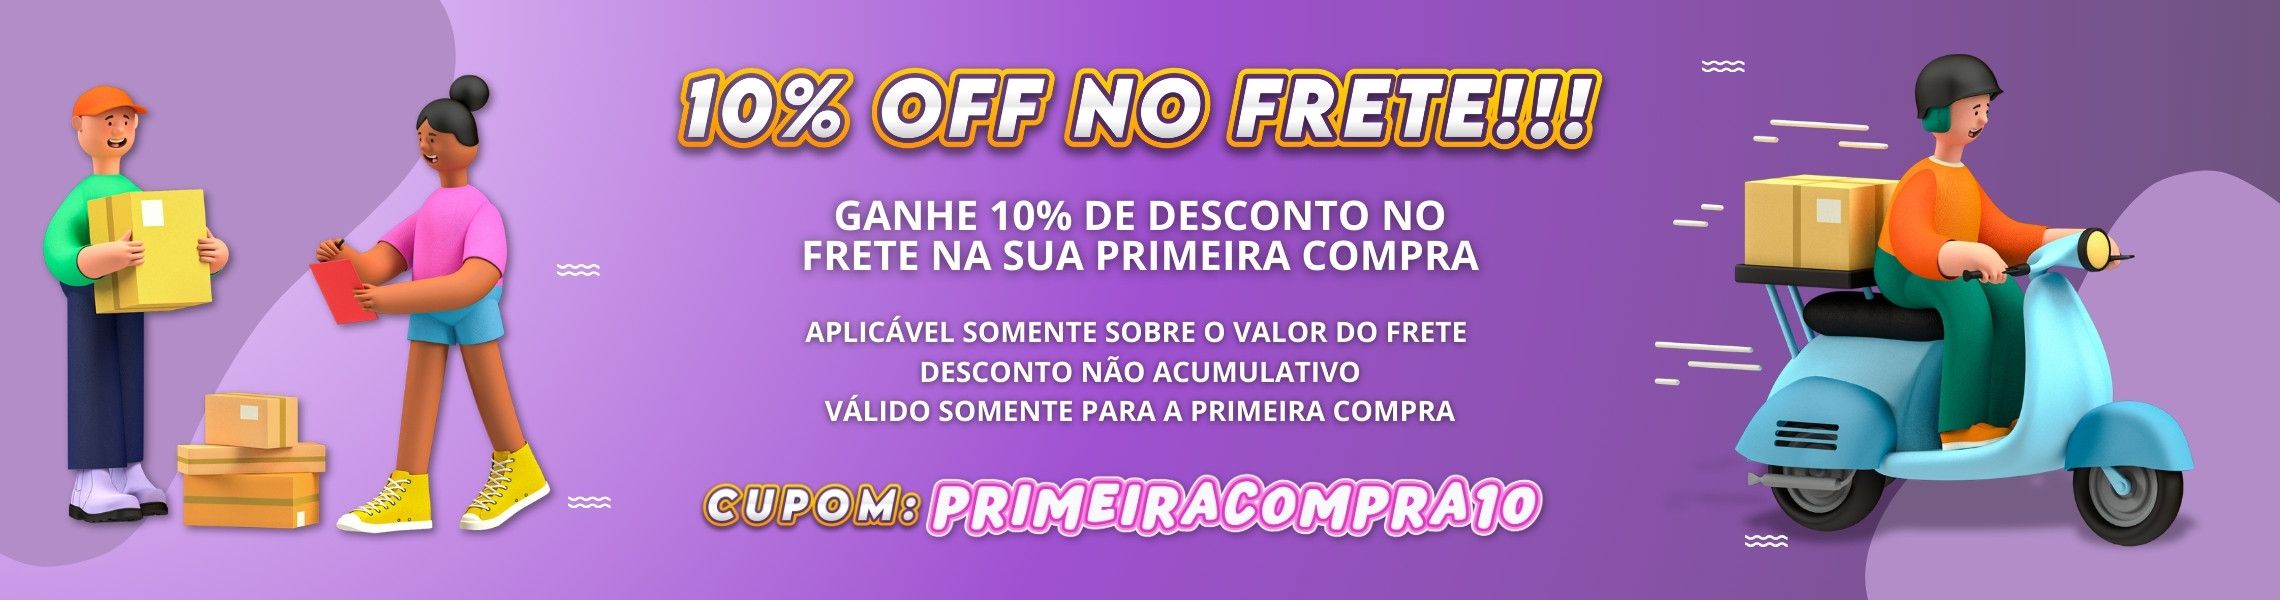 10% OFF NO FRETE!!!
GANHE 10% DE DESCONTO NO
FRETE NA SUA PRIMEIRA COMPRA
APLICÁVEL SOMENTE SOBRE O VALOR DO FRETE
DESCONTO NÃO ACUMULATIVO
VÁLIDO SOMENTE PARA A PRIMEIRA COMPRA
CUPOM: PRIMEIRACOMPRA10